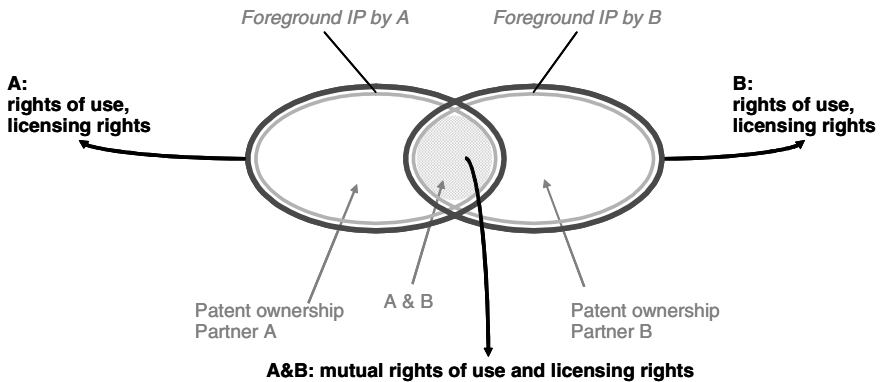 Foreground IP by A
Foreground IP by B
A:
rights of use,
licensing rights
B:
rights of use,
licensing rights
Patent ownership
Partner A
A & B
Patent ownership
Partner B
A&B: mutual rights of use and licensing rights